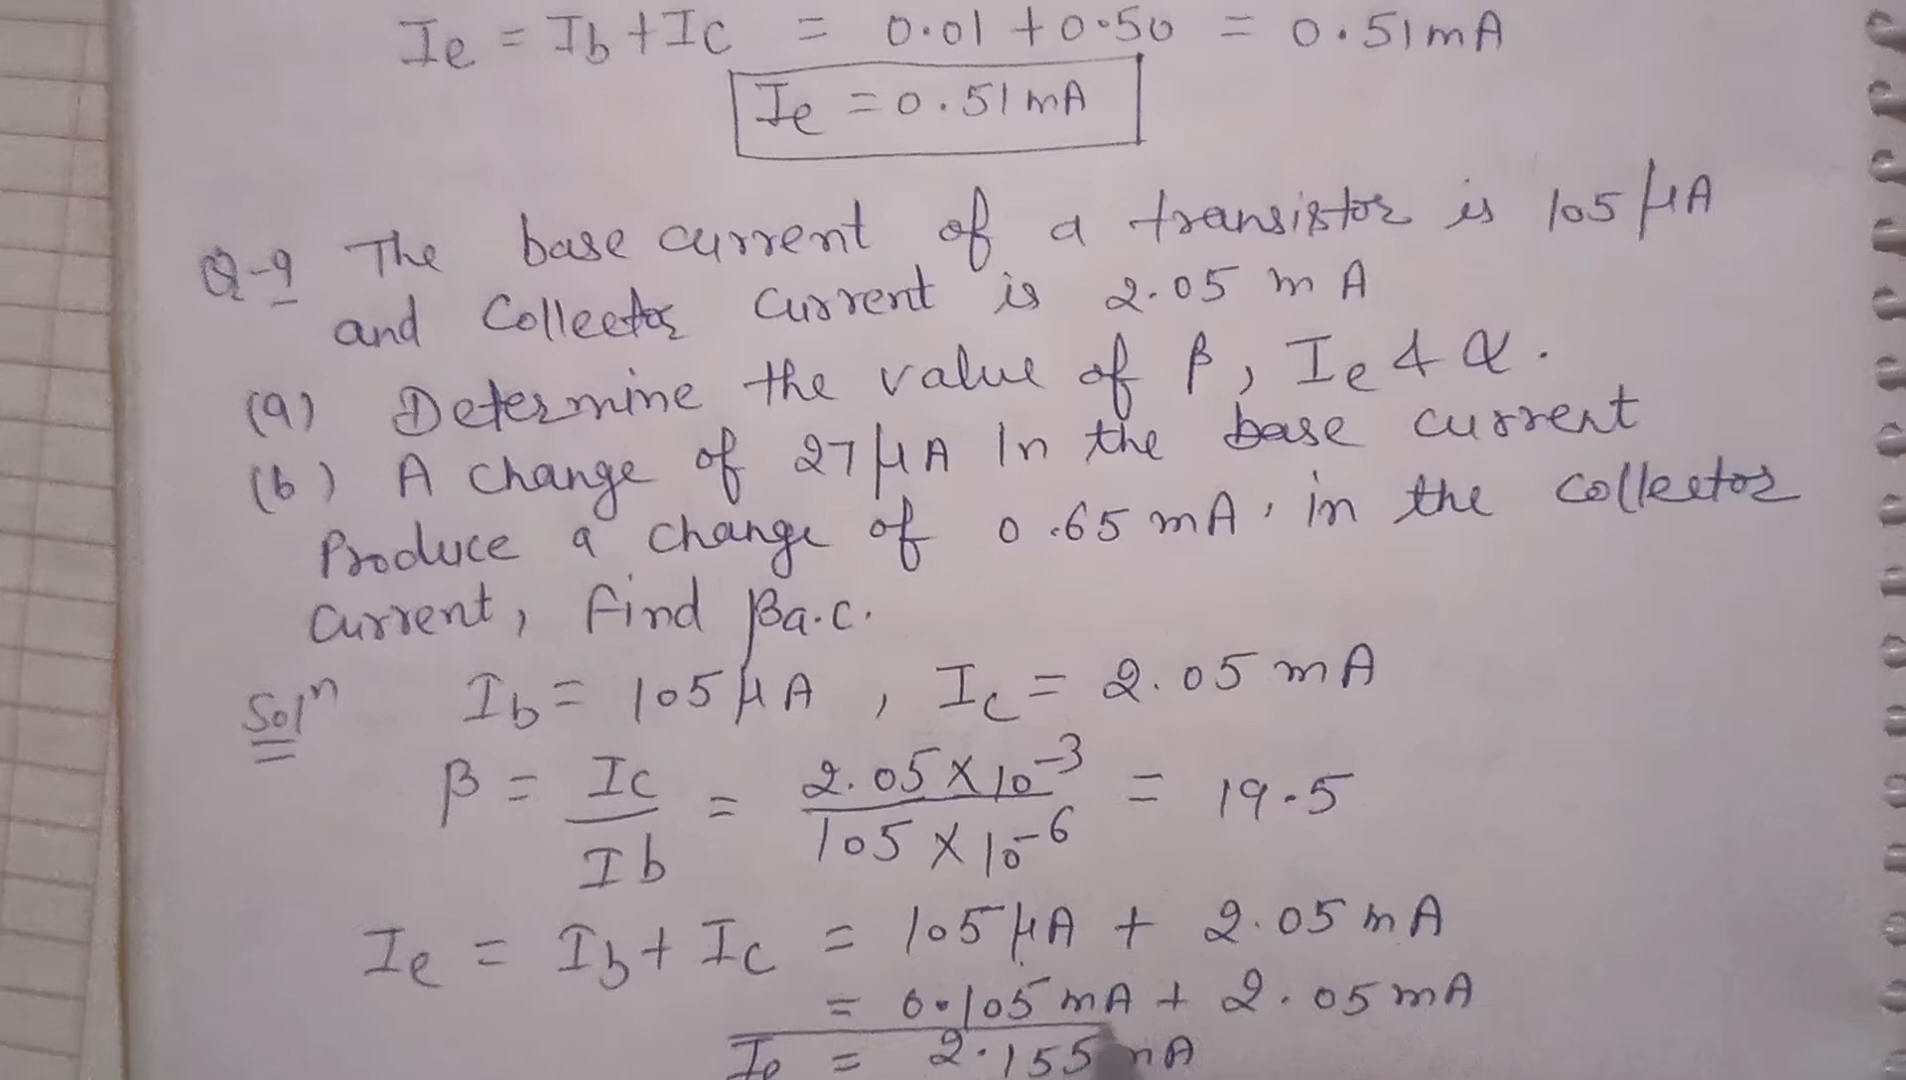 Ie = Ib + Ic = 0.01 + 0.50 = 0.51 mA
Ie = 0.51 mA
Q-9 The base current of a transistor is 105 μA
and Collector Current is 2.05 mA
(a) Determine the value of β, Ie & α.
(b) A change of 27 μA In the base current
Produce a change of 0.65 mA, in the collector
Current, Find βa.c.
Solⁿ Ib = 105 μA , Ic = 2.05 mA
β = Ic/Ib = 2.05 × 10⁻³ / 105 × 10⁻⁶ = 19.5
Ie = Ib + Ic = 105 μA + 2.05 mA
= 0.105 mA + 2.05 mA
Ie = 2.155 mA